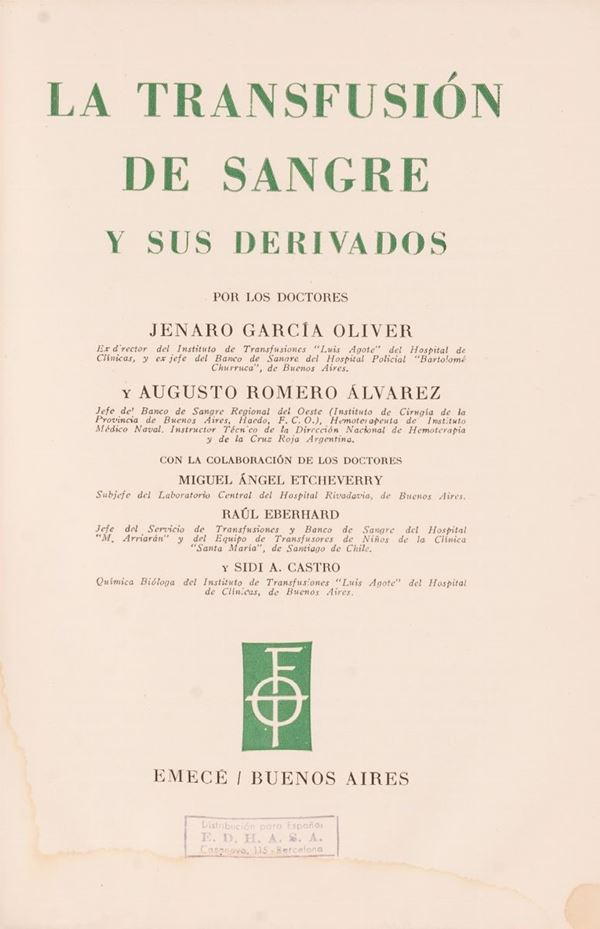 LA TRANSFUSIÓN
DE SANGRE
Y SUS DERIVADOS
POR LOS DOCTORES
JENARO GARCÍA OLIVER
Ex director del Instituto de Transfusiones "Luis Agote" del Hospital de
Clínicas, y ex jefe del Banco de Sangre del Hospital Policial "Bartolomé
Churruca", de Buenos Aires.
Y AUGUSTO ROMERO ÁLVAREZ
Jefe del Banco de Sangre Regional del Oeste (Instituto de Cirugía de la
Provincia de Buenos Aires, Haedo, F. C. O.), Hemoterapeuta de Instituto
Médico Naval. Instructor Técnico de la Dirección Nacional de Hemoterapia
y de la Cruz Roja Argentina.
CON LA COLABORACIÓN DE LOS DOCTORES
MIGUEL ÁNGEL ETCHEVERRY
Subjefe del Laboratorio Central del Hospital Rivadavia, de Buenos Aires.
RAÚL EBERHARD
Jefe del Servicio de Transfusiones y Banco de Sangre del Hospital
"M. Arriarán" y del Equipo de Transfusores de Niños de la Clínica
"Santa María", de Santiago de Chile.
Y SIDI A. CASTRO
Química Bióloga del Instituto de Transfusiones "Luis Agote" del Hospital
de Clínicas, de Buenos Aires.
EMECÉ / BUENOS AIRES
Distribución para España:
E. D. H. A. S. A.
Casanova, 115 - Barcelona